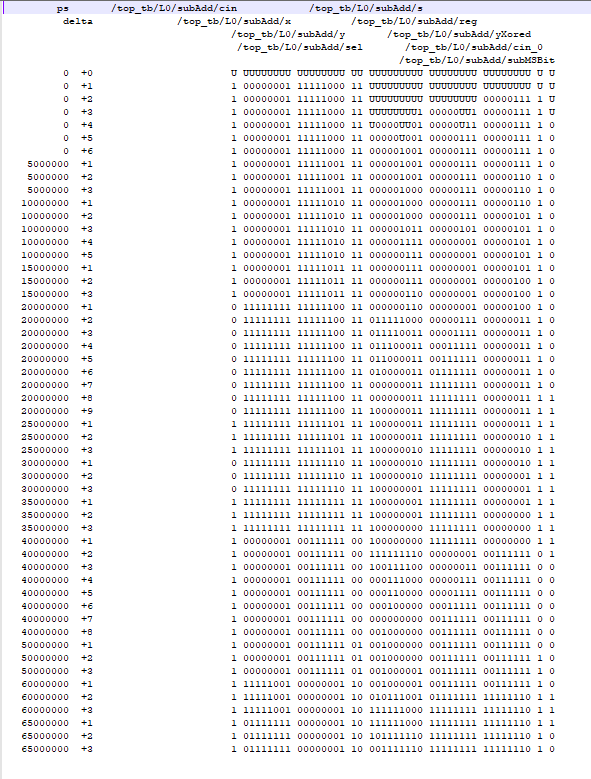 ps /top_tb/L0/subAdd/cin /top_tb/L0/subAdd/s
delta /top_tb/L0/subAdd/x /top_tb/L0/subAdd/reg
/top_tb/L0/subAdd/y /top_tb/L0/subAdd/yXored
/top_tb/L0/subAdd/sel /top_tb/L0/subAdd/cin_0
/top_tb/L0/subAdd/subMSBit
0 +0 U UUUUUUUU UUUUUUUU UU UUUUUUUUU UUUUUUUU UUUUUUUU U U
0 +1 1 00000001 11111000 11 UUUUUUUUU UUUUUUUU UUUUUUUU U U
0 +2 1 00000001 11111000 11 UUUUUUUUU UUUUUUUU 00000111 1 U
0 +3 1 00000001 11111000 11 UUUUUUUU1 00000UU1 00000111 1 U
0 +4 1 00000001 11111000 11 U0000UU01 00000U11 00000111 1 0
0 +5 1 00000001 11111000 11 00000U001 00000111 00000111 1 0
0 +6 1 00000001 11111000 11 000001001 00000111 00000111 1 0
5000000 +1 1 00000001 11111001 11 000001001 00000111 00000111 1 0
5000000 +2 1 00000001 11111001 11 000001001 00000111 00000110 1 0
5000000 +3 1 00000001 11111001 11 000001000 00000111 00000110 1 0
10000000 +1 1 00000001 11111010 11 000001000 00000111 00000110 1 0
10000000 +2 1 00000001 11111010 11 000001000 00000111 00000101 1 0
10000000 +3 1 00000001 11111010 11 000001011 00000101 00000101 1 0
10000000 +4 1 00000001 11111010 11 000001111 00000001 00000101 1 0
10000000 +5 1 00000001 11111010 11 000000111 00000001 00000101 1 0
15000000 +1 1 00000001 11111011 11 000000111 00000001 00000101 1 0
15000000 +2 1 00000001 11111011 11 000000111 00000001 00000100 1 0
15000000 +3 1 00000001 11111011 11 000000110 00000001 00000100 1 0
20000000 +1 0 11111111 11111100 11 000000110 00000001 00000100 1 0
20000000 +2 0 11111111 11111100 11 011111000 00000111 00000011 1 0
20000000 +3 0 11111111 11111100 11 011110011 00001111 00000011 1 0
20000000 +4 0 11111111 11111100 11 011100011 00011111 00000011 1 0
20000000 +5 0 11111111 11111100 11 011000011 00111111 00000011 1 0
20000000 +6 0 11111111 11111100 11 010000011 01111111 00000011 1 0
20000000 +7 0 11111111 11111100 11 000000011 11111111 00000011 1 0
20000000 +8 0 11111111 11111100 11 000000011 11111111 00000011 1 1
20000000 +9 0 11111111 11111100 11 100000011 11111111 00000011 1 1
25000000 +1 1 11111111 11111101 11 100000011 11111111 00000011 1 1
25000000 +2 1 11111111 11111101 11 100000011 11111111 00000010 1 1
25000000 +3 1 11111111 11111101 11 100000010 11111111 00000010 1 1
30000000 +1 0 11111111 11111110 11 100000010 11111111 00000010 1 1
30000000 +2 0 11111111 11111110 11 100000010 11111111 00000001 1 1
30000000 +3 0 11111111 11111110 11 100000001 11111111 00000001 1 1
35000000 +1 1 11111111 11111111 11 100000001 11111111 00000001 1 1
35000000 +2 1 11111111 11111111 11 100000001 11111111 00000000 1 1
35000000 +3 1 11111111 11111111 11 100000000 11111111 00000000 1 1
40000000 +1 1 00000001 00111111 00 100000000 11111111 00000000 1 1
40000000 +2 1 00000001 00111111 00 111111110 00000001 00111111 0 1
40000000 +3 1 00000001 00111111 00 100111100 00000011 00111111 0 0
40000000 +4 1 00000001 00111111 00 000111000 00000111 00111111 0 0
40000000 +5 1 00000001 00111111 00 000110000 00001111 00111111 0 0
40000000 +6 1 00000001 00111111 00 000100000 00011111 00111111 0 0
40000000 +7 1 00000001 00111111 00 000000000 00111111 00111111 0 0
40000000 +8 1 00000001 00111111 00 001000000 00111111 00111111 0 0
50000000 +1 1 00000001 00111111 01 001000000 00111111 00111111 0 0
50000000 +2 1 00000001 00111111 01 001000000 00111111 00111111 1 0
50000000 +3 1 00000001 00111111 01 001000001 00111111 00111111 1 0
60000000 +1 1 11111001 00000001 10 001000001 00111111 00111111 1 0
60000000 +2 1 11111001 00000001 10 010111001 01111111 11111110 1 1
60000000 +3 1 11111001 00000001 10 111111000 11111111 11111110 1 1
65000000 +1 1 01111111 00000001 10 111111000 11111111 11111110 1 1
65000000 +2 1 01111111 00000001 10 101111110 11111111 11111110 1 0
65000000 +3 1 01111111 00000001 10 001111110 11111111 11111110 1 0